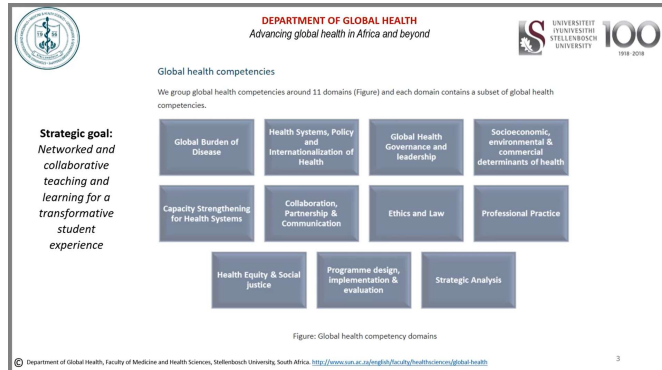 DEPARTMENT OF GLOBAL HEALTH
Advancing global health in Africa and beyond
UNIVERSITEIT
IYUNIVESITHI
STELLENBOSCH
UNIVERSITY
100
1918 · 2018
Global health competencies
We group global health competencies around 11 domains (Figure) and each domain contains a subset of global health
competencies.
Strategic goal:
Networked and
collaborative
teaching and
learning for a
transformative
student
experience
Global Burden of
Disease
Health Systems, Policy
and
Internationalization of
Health
Global Health
Governance and
leadership
Socioeconomic,
environmental &
commercial
determinants of health
Capacity Strengthening
for Health Systems
Collaboration,
Partnership &
Communication
Ethics and Law
Professional Practice
Health Equity & Social
justice
Programme design,
implementation &
evaluation
Strategic Analysis
Figure: Global health competency domains
© Department of Global Health, Faculty of Medicine and Health Sciences, Stellenbosch University, South Africa. http://www.sun.ac.za/english/faculty/healthsciences/global-health
3